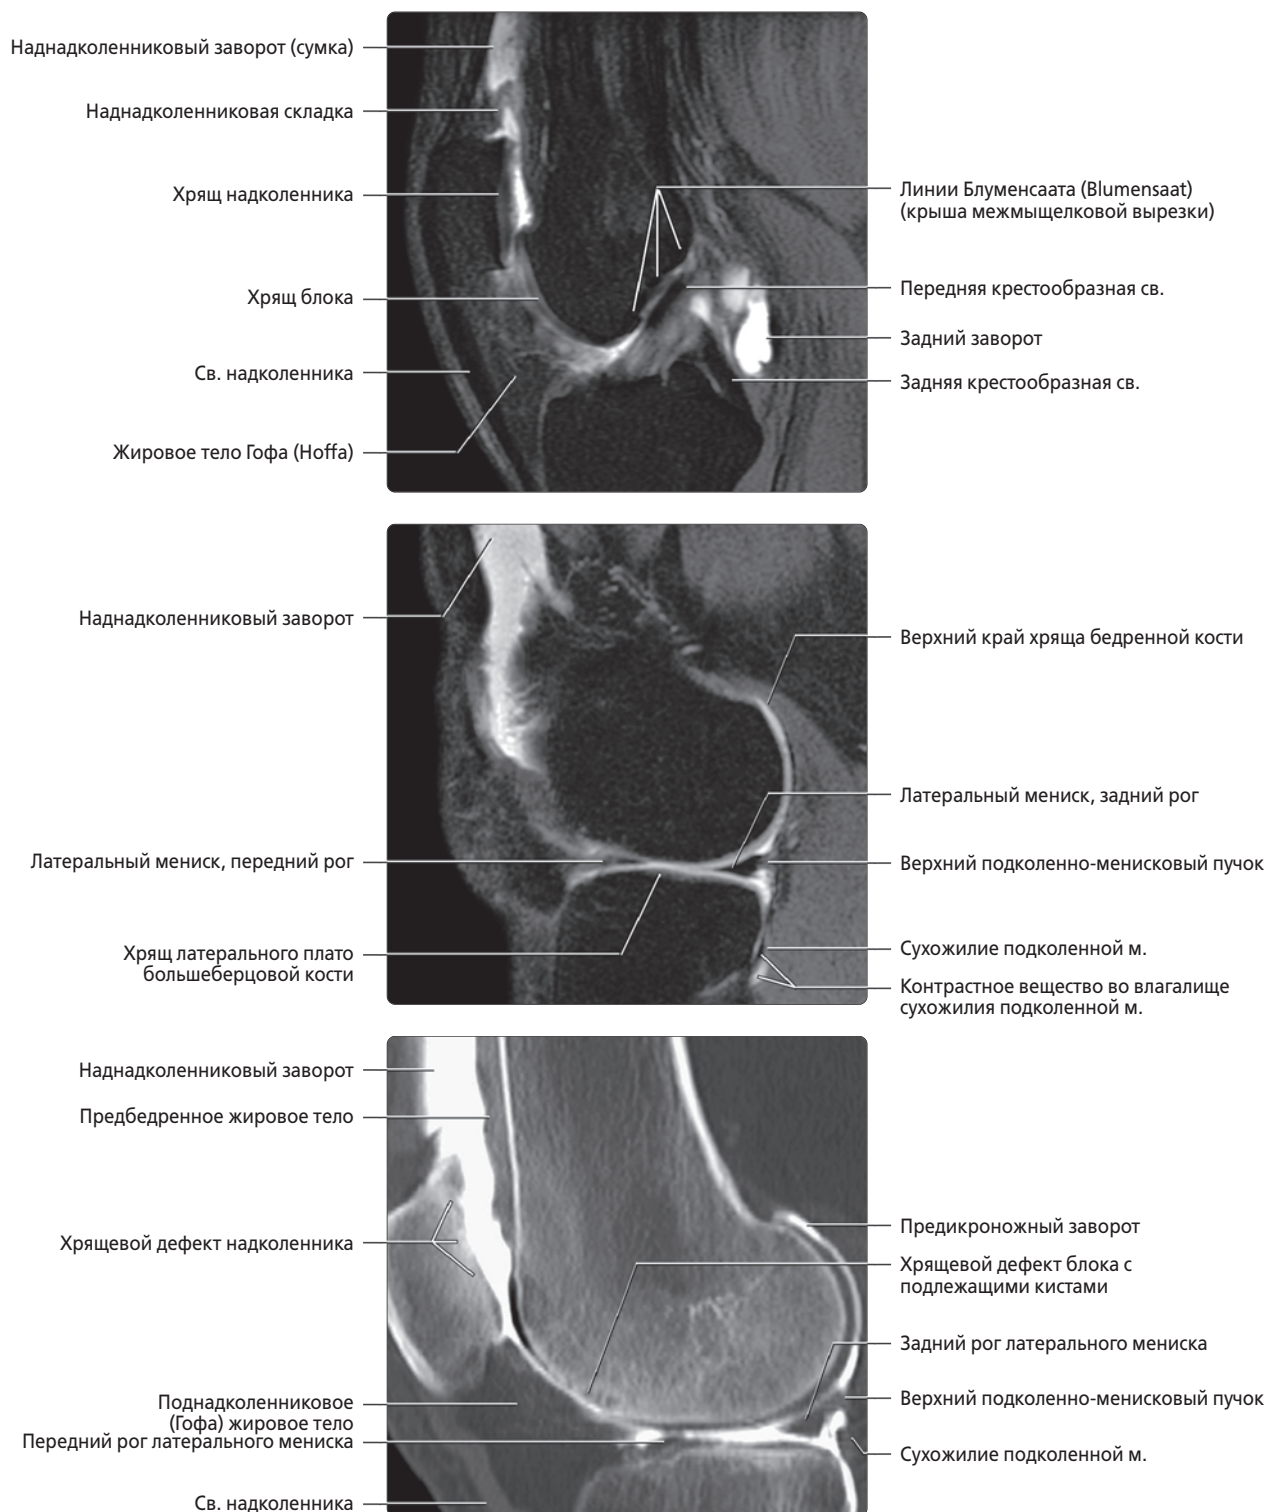 Наднадколенниковый заворот (сумка)
Наднадколенниковая складка
Хрящ надколенника
Хрящ блока
Св. надколенника
Жировое тело Гофа (Hoffa)
Линии Блуменсаата (Blumensaat)
(крыша межмыщелковой вырезки)
Передняя крестообразная св.
Задний заворот
Задняя крестообразная св.
Наднадколенниковый заворот
Латеральный мениск, передний рог
Хрящ латерального плато
большеберцовой кости
Верхний край хряща бедренной кости
Латеральный мениск, задний рог
Верхний подколенно-менисковый пучок
Сухожилие подколенной м.
Контрастное вещество во влагалище
сухожилия подколенной м.
Наднадколенниковый заворот
Предбедренное жировое тело
Хрящевой дефект надколенника
Поднадколенниковое
(Гофа) жировое тело
Передний рог латерального мениска
Св. надколенника
Предикроножный заворот
Хрящевой дефект блока с
подлежащими кистами
Задний рог латерального мениска
Верхний подколенно-менисковый пучок
Сухожилие подколенной м.